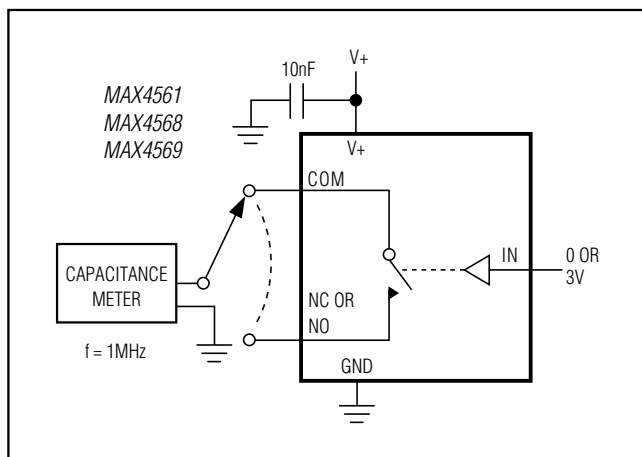 MAX4561
MAX4568
MAX4569
10nF
V+
V+
COM
IN
0 OR
3V
CAPACITANCE
METER
NC OR
NO
f = 1MHz
GND